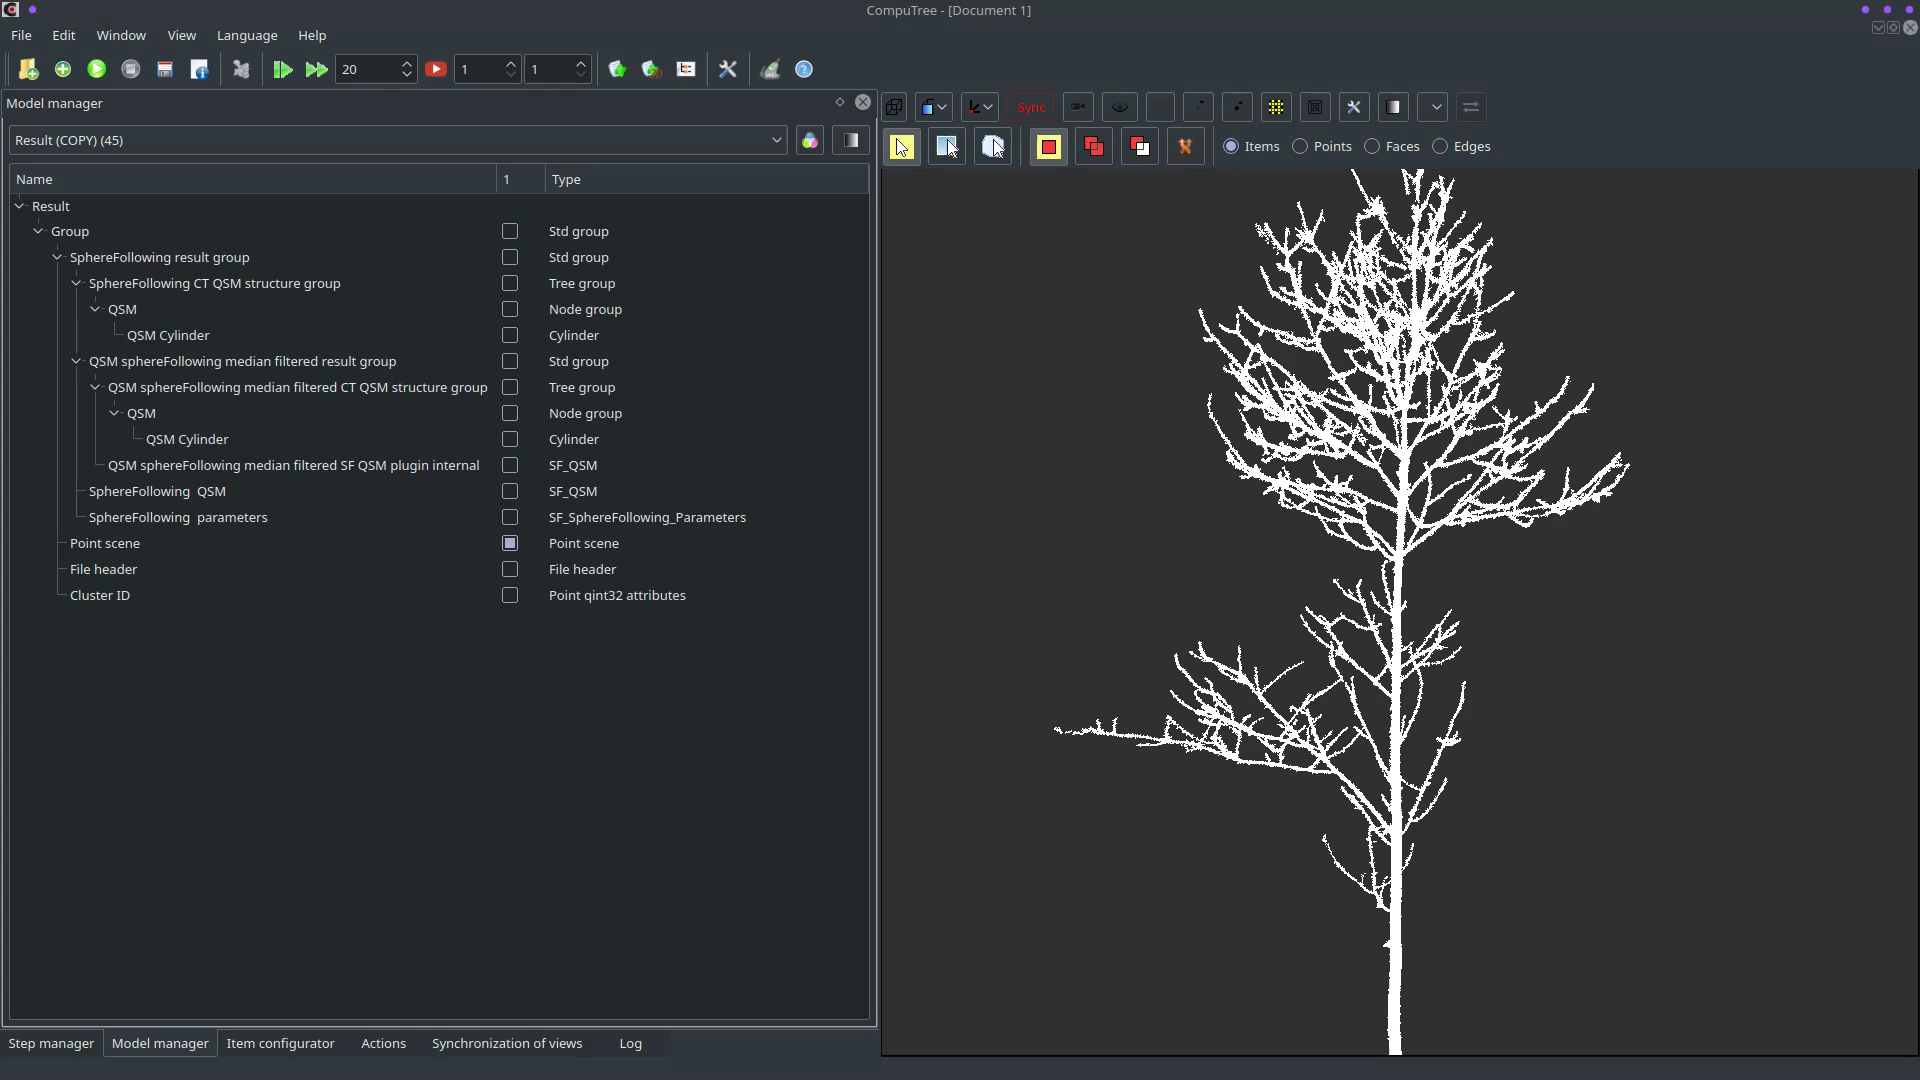 CompuTree - [Document 1]
File Edit Window View Language Help
20 1 1
Model manager
Sync
Result (COPY) (45)
Items Points Faces Edges
Name 1 Type
Result
Group Std group
SphereFollowing result group Std group
SphereFollowing CT QSM structure group Tree group
QSM Node group
QSM Cylinder Cylinder
QSM sphereFollowing median filtered result group Std group
QSM sphereFollowing median filtered CT QSM structure group Tree group
QSM Node group
QSM Cylinder Cylinder
QSM sphereFollowing median filtered SF QSM plugin internal SF_QSM
SphereFollowing  QSM SF_QSM
SphereFollowing  parameters SF_SphereFollowing_Parameters
Point scene Point scene
File header File header
Cluster ID Point qint32 attributes
Step manager Model manager Item configurator Actions Synchronization of views Log